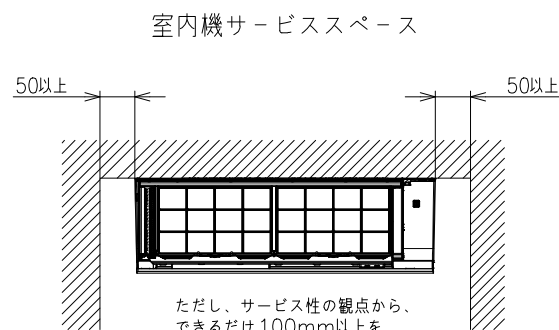 室内機サービススペース
50以上 50以上
ただし、サービス性の観点から、
できるだけ100mm以上を